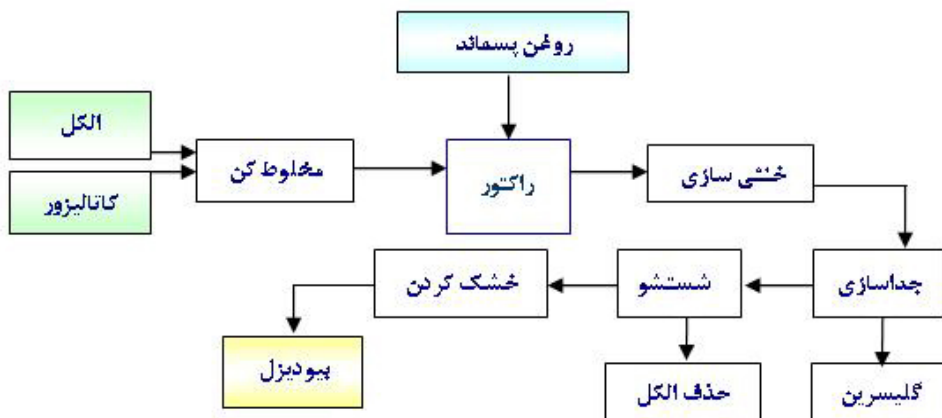 روغن پسماند
الکل
کاتالیزور
مخلوط کن
راکتور
خنثی سازی
جداسازی
شستشو
خشک کردن
بیودیزل
حذف الکل
گلیسرین